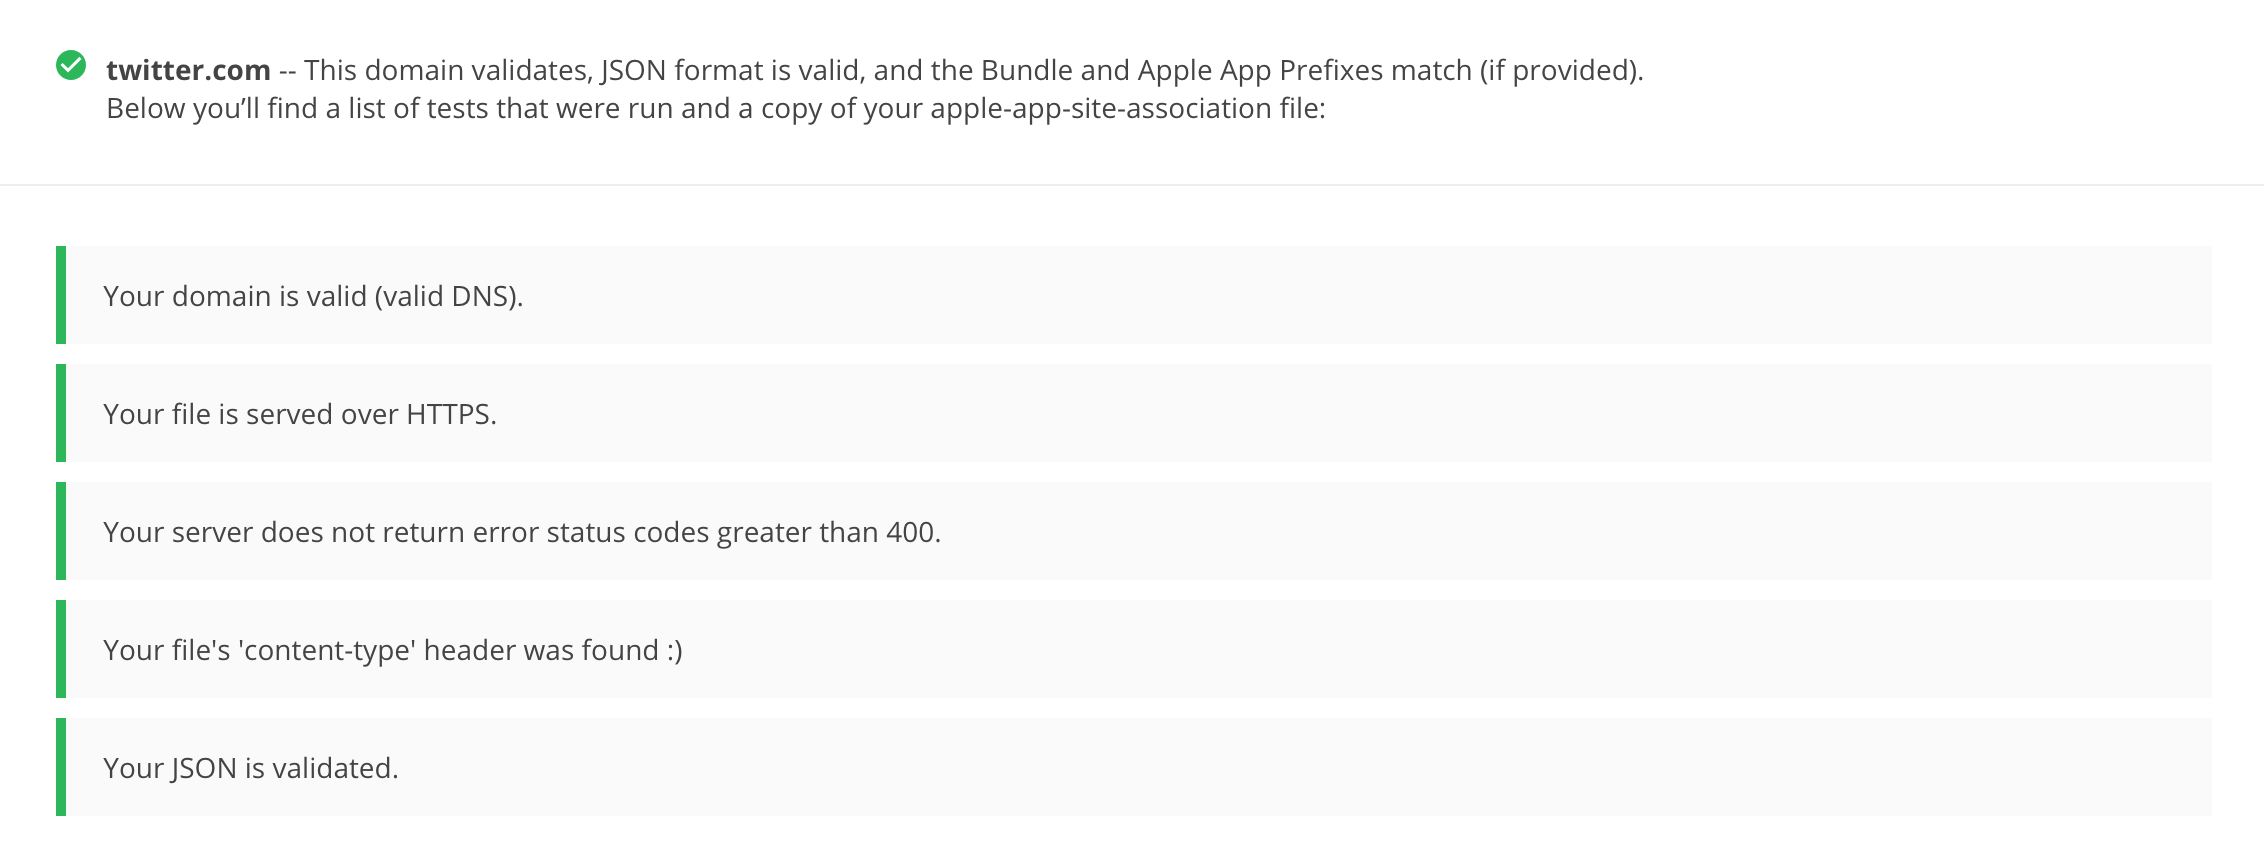 twitter.com -- This domain validates, JSON format is valid, and the Bundle and Apple App Prefixes match (if provided).
Below you’ll find a list of tests that were run and a copy of your apple-app-site-association file:
Your domain is valid (valid DNS).
Your file is served over HTTPS.
Your server does not return error status codes greater than 400.
Your file's 'content-type' header was found :)
Your JSON is validated.